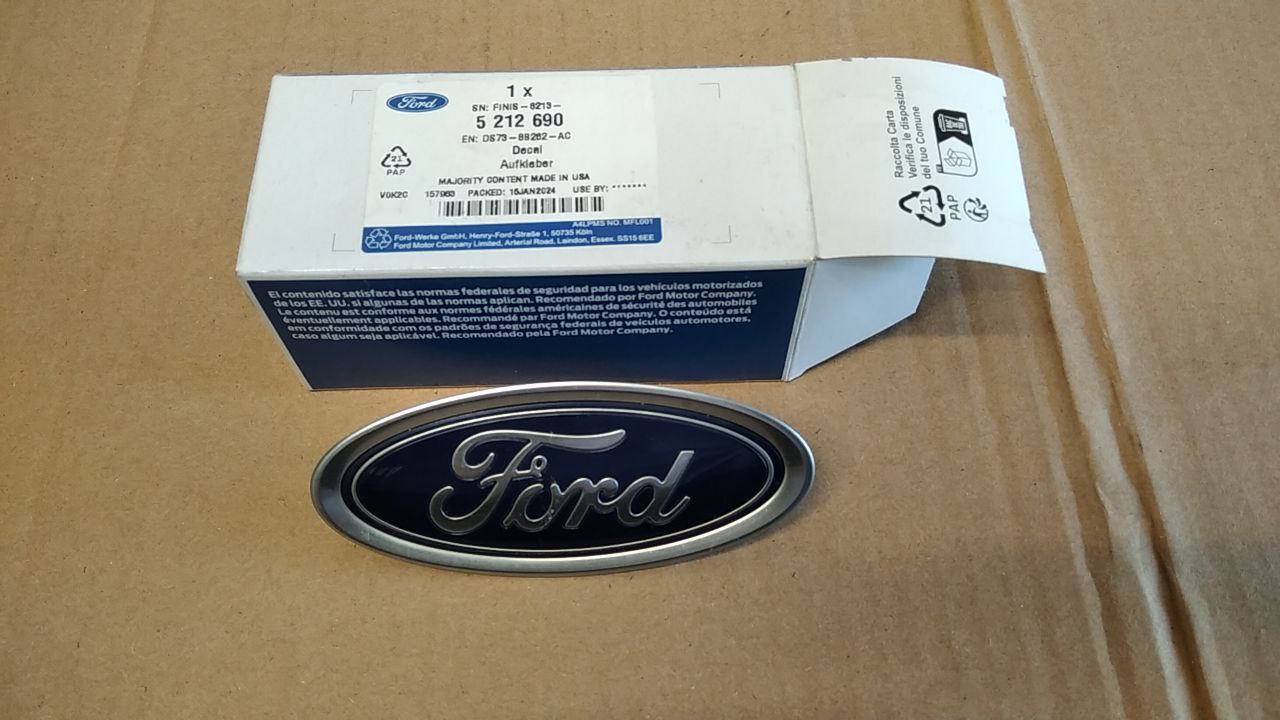 Ford
1 x
SN: FINIS-8213-
5 212 690
EN: DS73-8B262-AC
Decal
Aufkleber
21
PAP
MAJORITY CONTENT MADE IN USA
V0K2C 157963 PACKED: 15JAN2024 USE BY: *******
A4LPMS NO. MFL001
Ford-Werke GmbH, Henry-Ford-Straße 1, 50735 Köln
Ford Motor Company Limited, Arterial Road, Laindon, Essex. SS15 6EE
Raccolta Carta
Verifica le disposizioni
del tuo Comune
21
PAP
El contenido satisface las normas federales de seguridad para los vehículos motorizados
de los EE. UU. si algunas de las normas aplican. Recomendado por Ford Motor Company.
Le contenu est conforme aux normes fédérales américaines de sécurité des automobiles
éventuellement applicables. Recommandé par Ford Motor Company. O conteúdo está
em conformidade com os padrões de segurança federais de veículos automotores,
caso algum seja aplicável. Recomendado pela Ford Motor Company.
Ford